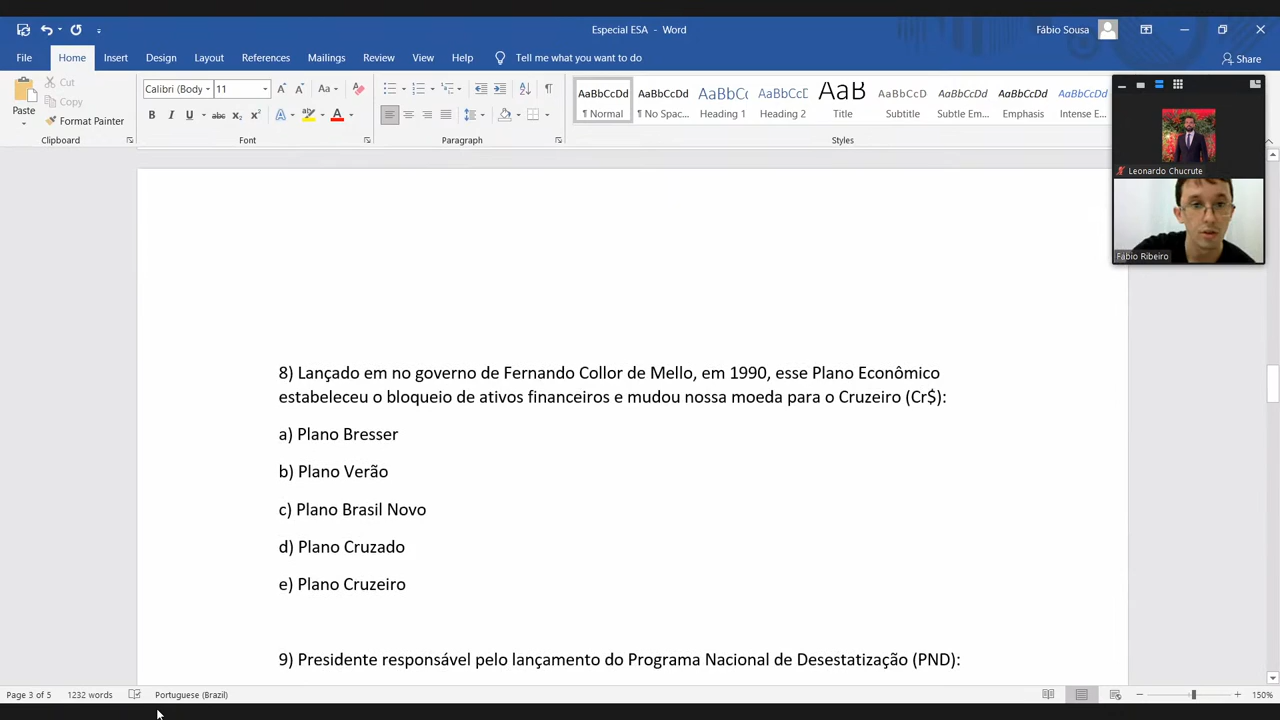 Especial ESA - Word
Fábio Sousa
File Home Insert Design Layout References Mailings Review View Help Tell me what you want to do
Share
Paste
Cut
Copy
Format Painter
Clipboard
Calibri (Body 11
Font
Paragraph
AaBbCcDd AaBbCcDd AaBbC AaBbCcD AaB AaBbCcD AaBbCcDd AaBbCcDd AaBbCcDd
¶ Normal ¶ No Spac... Heading 1 Heading 2 Title Subtitle Subtle Em... Emphasis Intense E...
Styles
Leonardo Chucrute
Fábio Ribeiro
8) Lançado em no governo de Fernando Collor de Mello, em 1990, esse Plano Econômico
estabeleceu o bloqueio de ativos financeiros e mudou nossa moeda para o Cruzeiro (Cr$):
a) Plano Bresser
b) Plano Verão
c) Plano Brasil Novo
d) Plano Cruzado
e) Plano Cruzeiro
9) Presidente responsável pelo lançamento do Programa Nacional de Desestatização (PND):
Page 3 of 5 1232 words Portuguese (Brazil) 150%